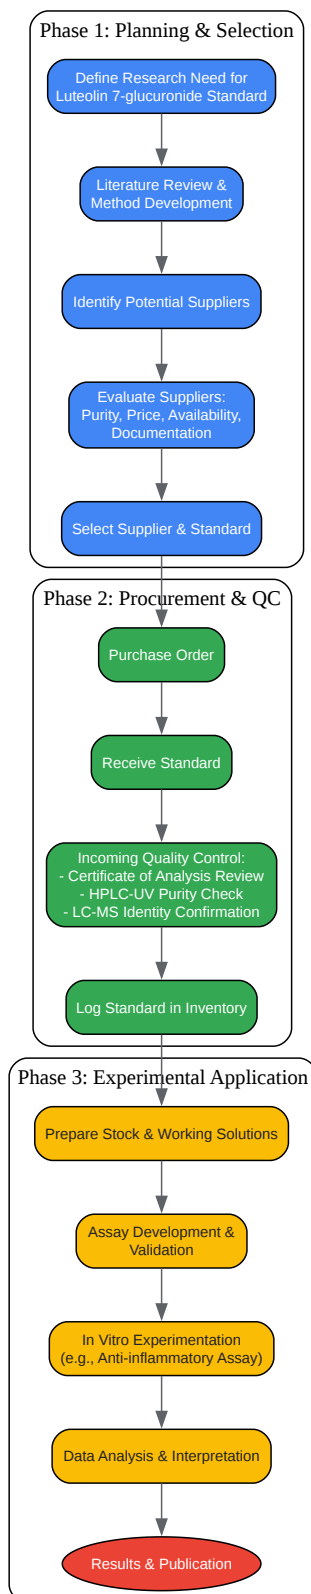 Phase 1: Planning & Selection
Define Research Need for
Luteolin 7-glucuronide Standard
Literature Review &
Method Development
Identify Potential Suppliers
Evaluate Suppliers:
Purity, Price, Availability,
Documentation
Select Supplier & Standard
Phase 2: Procurement & QC
Purchase Order
Receive Standard
Incoming Quality Control:
- Certificate of Analysis Review
- HPLC-UV Purity Check
- LC-MS Identity Confirmation
Log Standard in Inventory
Phase 3: Experimental Application
Prepare Stock & Working Solutions
Assay Development &
Validation
In Vitro Experimentation
(e.g., Anti-inflammatory Assay)
Data Analysis & Interpretation
Results & Publication